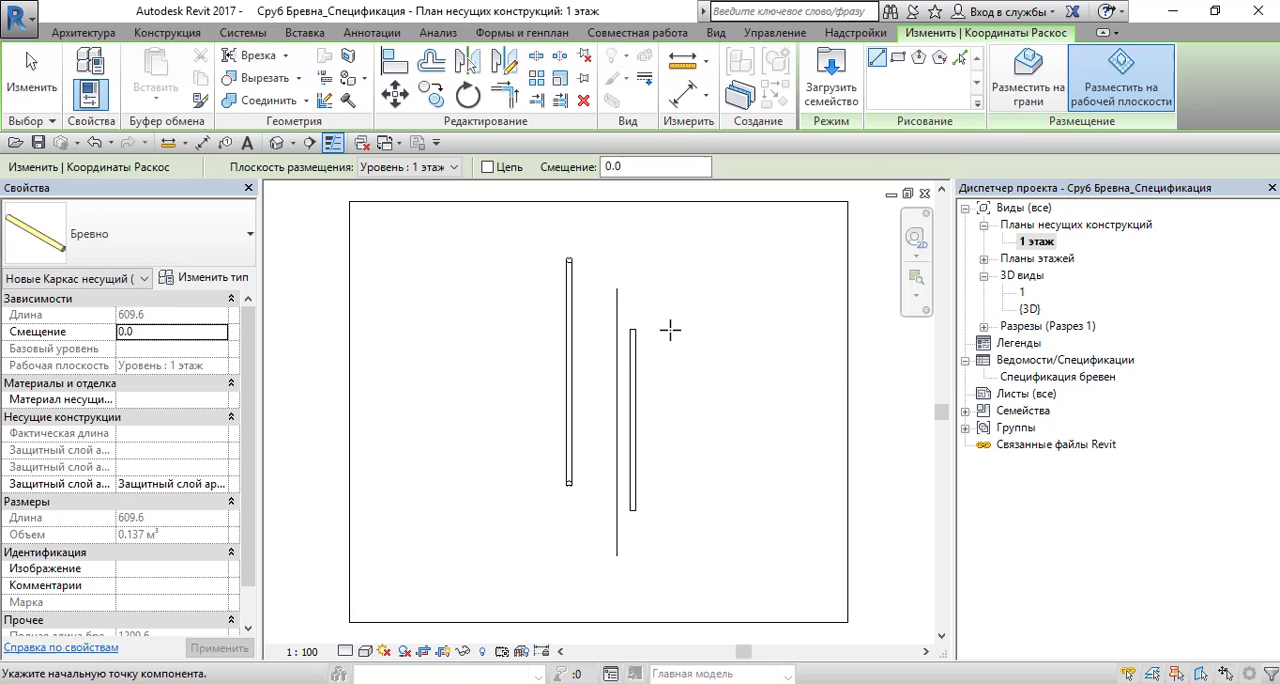 Autodesk Revit 2017 - Сруб Бревна_Спецификация - План несущих конструкций: 1 этаж
Введите ключевое слово/фразу
Вход в службы
Архитектура Конструкция Системы Вставка Аннотации Анализ Формы и генплан Совместная работа Вид Управление Надстройки Изменить | Координаты Раскос
Изменить
Вставить
Врезка
Вырезать
Соединить
Загрузить семейство
Разместить на грани
Разместить на рабочей плоскости
Выбор Свойства Буфер обмена Геометрия Редактирование Вид Измерить Создание Режим Рисование Размещение
Изменить | Координаты Раскос Плоскость размещения: Уровень : 1 этаж Цепь Смещение: 0.0
Свойства
Бревно
Новые Каркас несущий ( Изменить тип
Зависимости
Длина 609.6
Смещение 0.0
Базовый уровень
Рабочая плоскость Уровень : 1 этаж
Материалы и отделка
Материал несущи...
Несущие конструкции
Фактическая длина
Защитный слой а...
Защитный слой а...
Защитный слой а... Защитный слой ар...
Размеры
Длина 609.6
Объем 0.137 м³
Идентификация
Изображение
Комментарии
Марка
Прочее
Полная длина бре... 1209.6
Справка по свойствам Применить
2D
Диспетчер проекта - Сруб Бревна_Спецификация
Виды (все)
Планы несущих конструкций
1 этаж
Планы этажей
3D виды
1
{3D}
Разрезы (Разрез 1)
Легенды
Ведомости/Спецификации
Спецификация бревен
Листы (все)
Семейства
Группы
Связанные файлы Revit
1 : 100
Укажите начальную точку компонента. :0 Главная модель